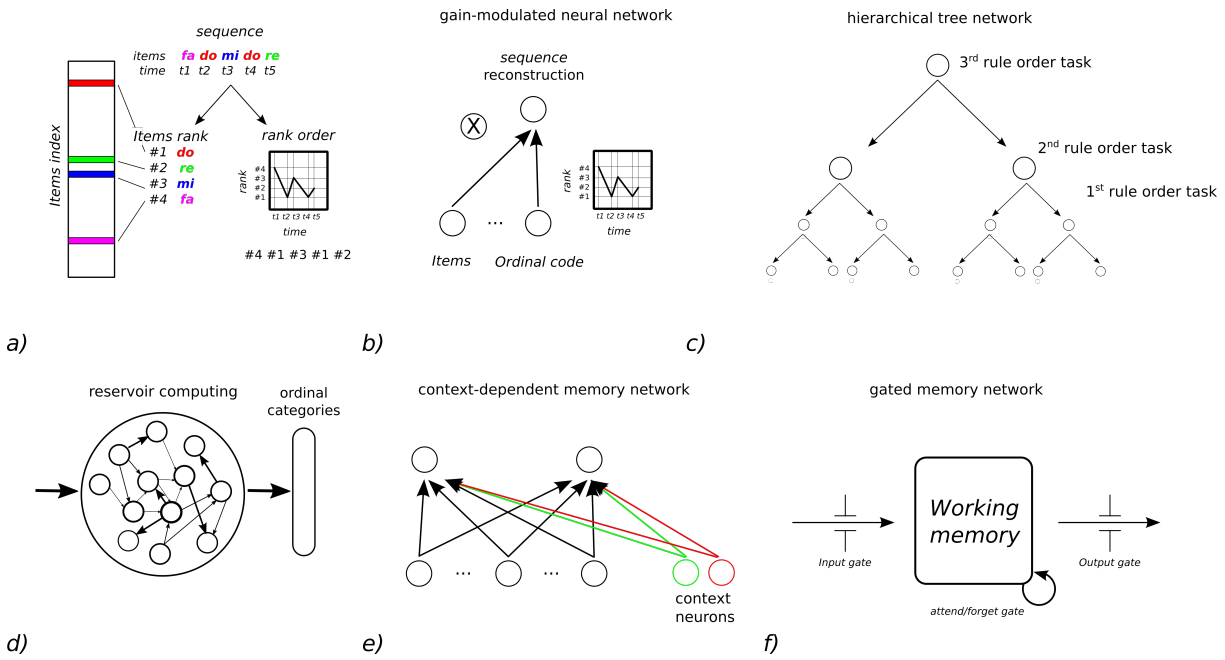 sequence
items fa do mi do re
time t1 t2 t3 t4 t5
Items index
Items rank
#1 do
#2 re
#3 mi
#4 fa
rank order
rank
#4
#3
#2
#1
t1 t2 t3 t4 t5
time
#4 #1 #3 #1 #2
a)
gain-modulated neural network
sequence
reconstruction
X
rank
#4
#3
#2
#1
t1 t2 t3 t4 t5
time
...
Items
Ordinal code
b)
hierarchical tree network
3rd rule order task
2nd rule order task
1st rule order task
c)
reservoir computing
ordinal
categories
d)
context-dependent memory network
... ...
context
neurons
e)
gated memory network
Working
memory
Input gate
Output gate
attend/forget gate
f)